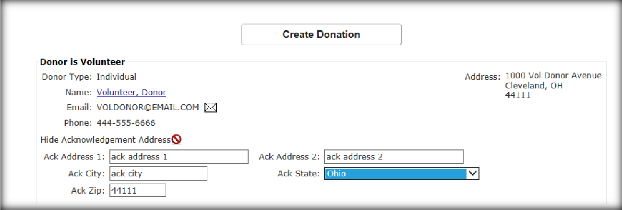 Create Donation
Donor is Volunteer
Donor Type: Individual
Address: 1000 Vol Donor Avenue
Cleveland, OH
44111
Name: Volunteer, Donor
Email: VOLDONOR@EMAIL.COM
Phone: 444-555-6666
Hide Acknowledgement Address
Ack Address 1: ack address 1 Ack Address 2: ack address 2
Ack City: ack city Ack State: Ohio
Ack Zip: 44111